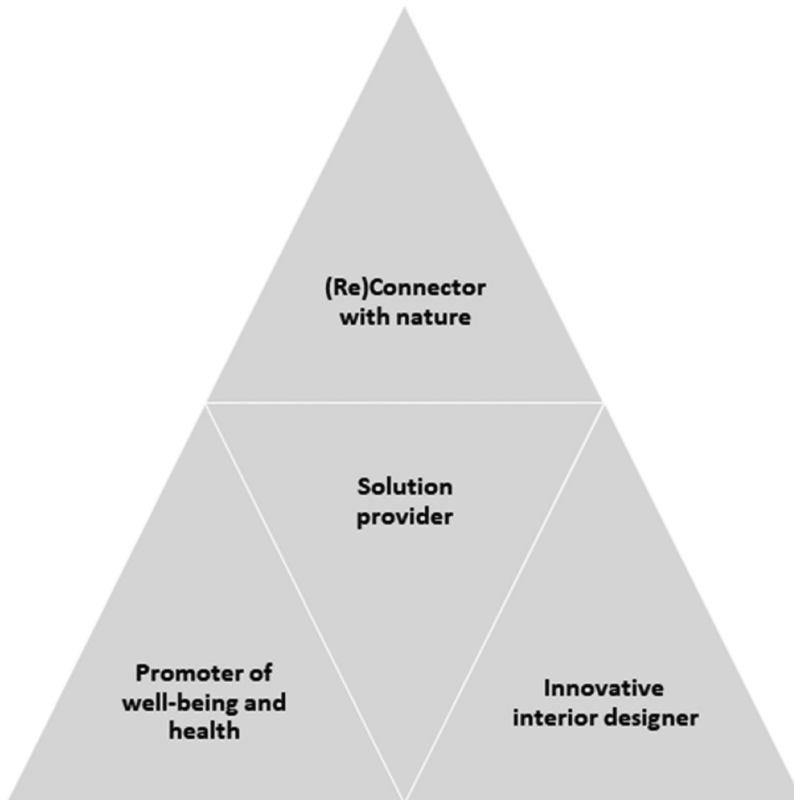 (Re)Connector
with nature
Solution
provider
Promoter of
well-being and
health
Innovative
interior designer